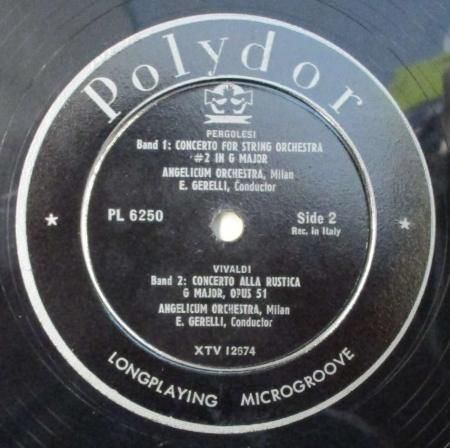 Polydor
PERGOLESI
Band 1: CONCERTO FOR STRING ORCHESTRA
#2 IN G MAJOR
ANGELICUM ORCHESTRA, Milan
E. GERELLI, Conductor
PL 6250
Side 2
Rec. in Italy
VIVALDI
Band 2: CONCERTO ALLA RUSTICA
G MAJOR, OPUS 51
ANGELICUM ORCHESTRA, Milan
E. GERELLI, Conductor
XTV 12674
LONGPLAYING MICROGROOVE